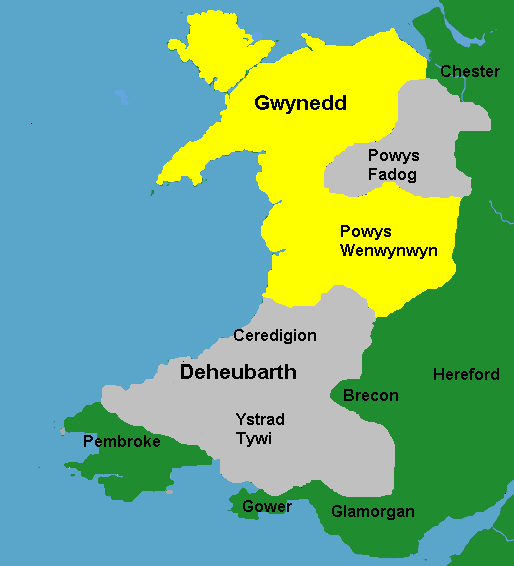 Chester
Gwynedd
Powys
Fadog
Powys
Wenwynwyn
Ceredigion
Deheubarth
Hereford
Brecon
Ystrad
Tywi
Pembroke
Gower
Glamorgan